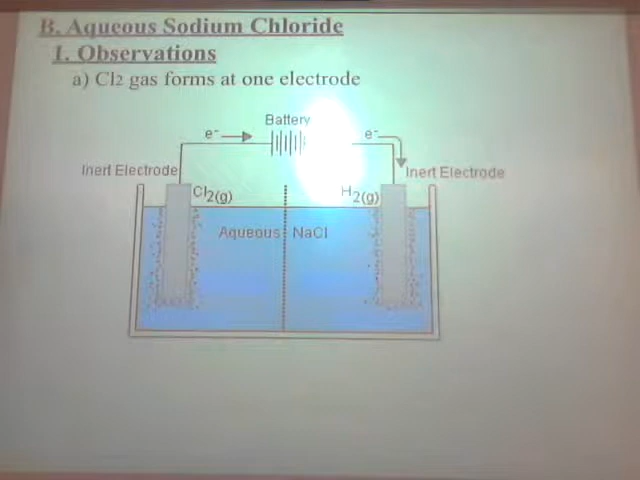 B. Aqueous Sodium Chloride
1. Observations
a) Cl2 gas forms at one electrode
Battery
e-
e-
Inert Electrode
Inert Electrode
Cl2(g)
H2(g)
Aqueous NaCl